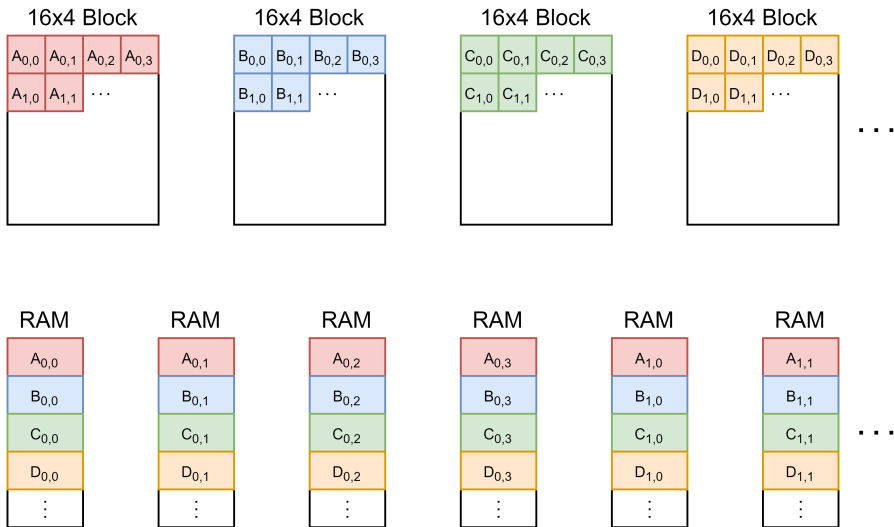 16x4 Block 16x4 Block 16x4 Block 16x4 Block
A0,0 A0,1 A0,2 A0,3 B0,0 B0,1 B0,2 B0,3 C0,0 C0,1 C0,2 C0,3 D0,0 D0,1 D0,2 D0,3
A1,0 A1,1 ... B1,0 B1,1 ... C1,0 C1,1 ... D1,0 D1,1 ...
...
RAM RAM RAM RAM RAM RAM
A0,0 A0,1 A0,2 A0,3 A1,0 A1,1
B0,0 B0,1 B0,2 B0,3 B1,0 B1,1
C0,0 C0,1 C0,2 C0,3 C1,0 C1,1 ...
D0,0 D0,1 D0,2 D0,3 D1,0 D1,1
⋮ ⋮ ⋮ ⋮ ⋮ ⋮